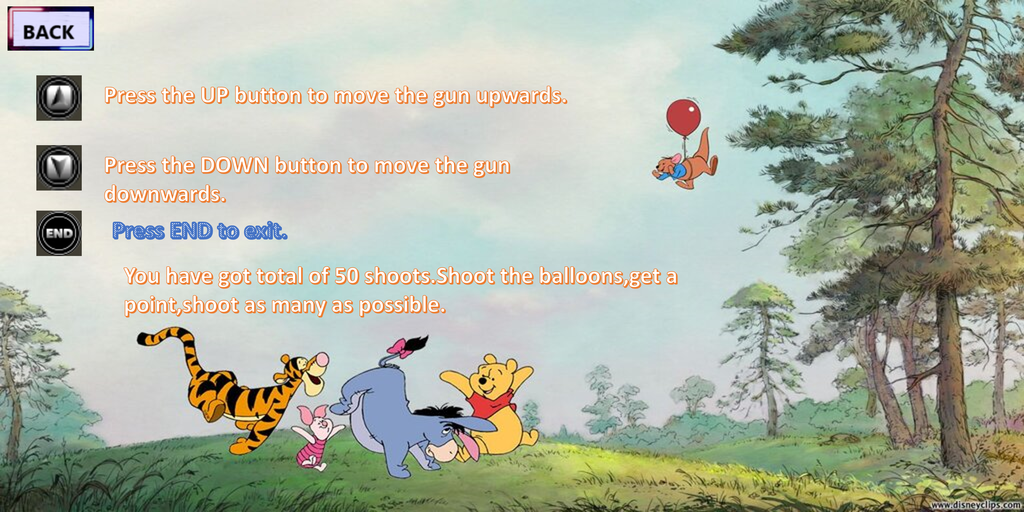 BACK
Press the UP button to move the gun upwards.
Press the DOWN button to move the gun
downwards.
END
Press END to exit.
You have got total of 50 shoots.Shoot the balloons,get a
point,shoot as many as possible.
www.disneyclips.com